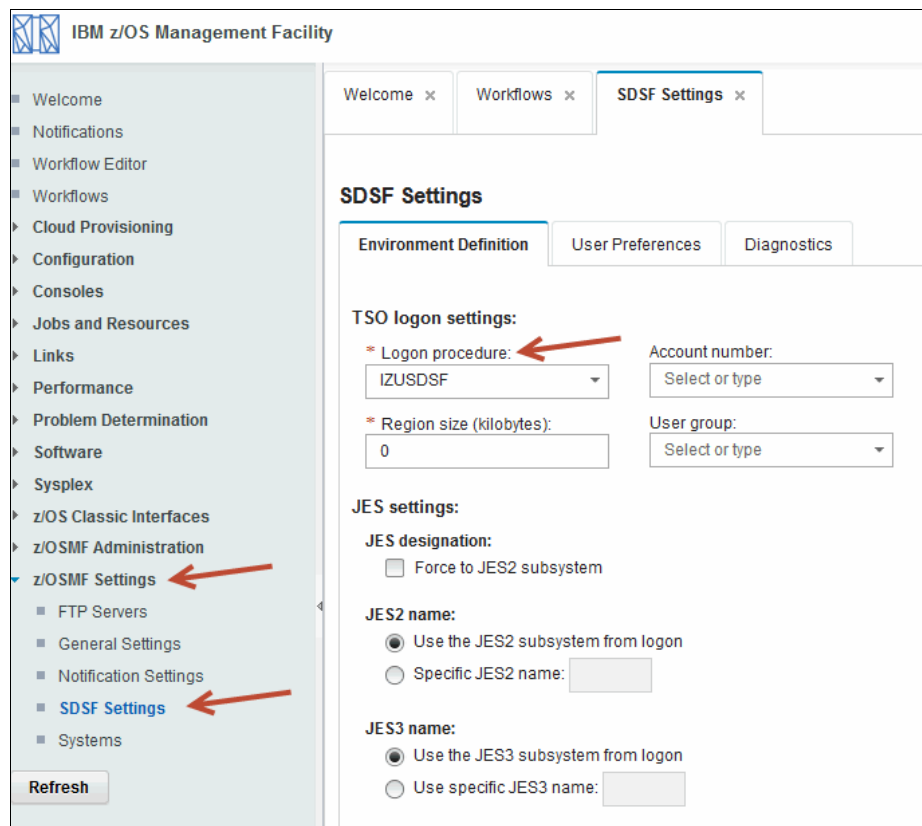 IBM z/OS Management Facility
Welcome
Notifications
Workflow Editor
Workflows
Cloud Provisioning
Configuration
Consoles
Jobs and Resources
Links
Performance
Problem Determination
Software
Sysplex
z/OS Classic Interfaces
z/OSMF Administration
z/OSMF Settings
FTP Servers
General Settings
Notification Settings
SDSF Settings
Systems
Refresh
Welcome × Workflows × SDSF Settings ×
SDSF Settings
Environment Definition User Preferences Diagnostics
TSO logon settings:
* Logon procedure: Account number:
IZUSDSF Select or type
* Region size (kilobytes): User group:
0 Select or type
JES settings:
JES designation:
Force to JES2 subsystem
JES2 name:
Use the JES2 subsystem from logon
Specific JES2 name:
JES3 name:
Use the JES3 subsystem from logon
Use specific JES3 name: